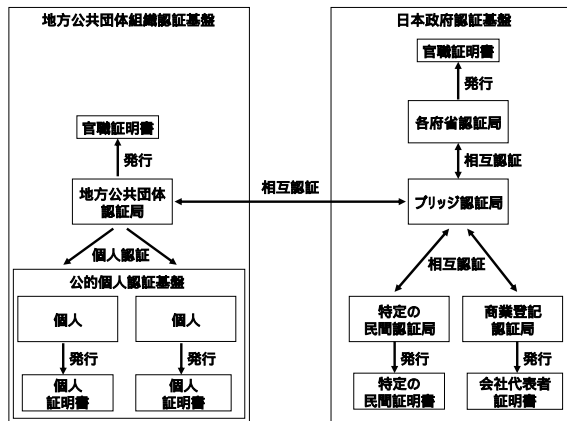 地方公共団体組織認証基盤
官職証明書
発行
地方公共団体
認証局
個人認証
公的個人認証基盤
個人
個人
発行
発行
個人
証明書
個人
証明書
相互認証
日本政府認証基盤
官職証明書
発行
各府省認証局
相互認証
ブリッジ認証局
相互認証
特定の
民間認証局
商業登記
認証局
発行
発行
特定の
民間証明書
会社代表者
証明書